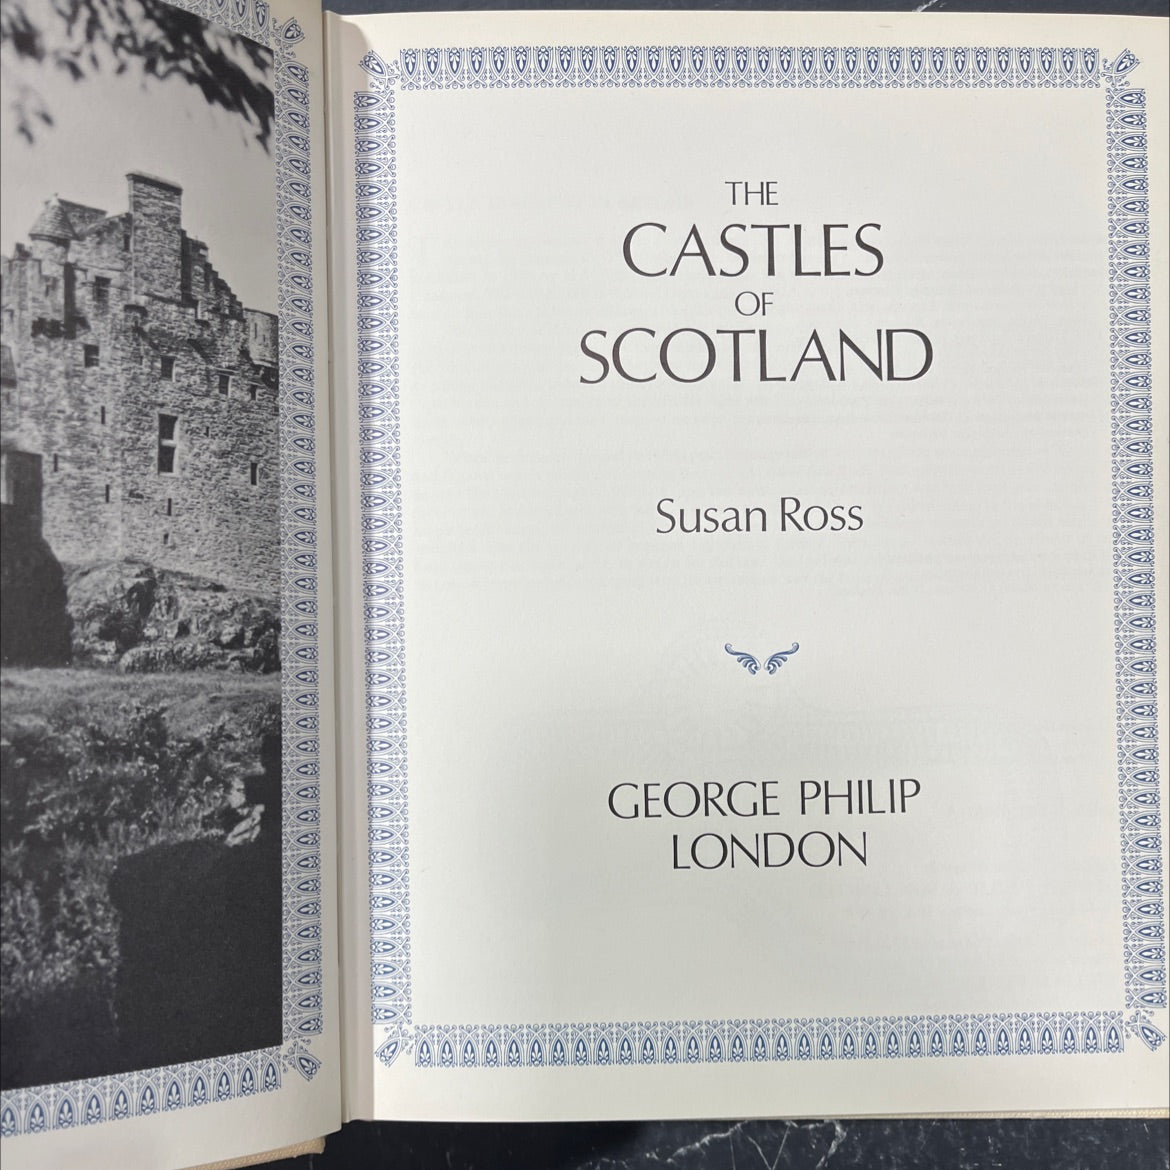 THE
CASTLES
OF
SCOTLAND
Susan Ross
GEORGE PHILIP
LONDON